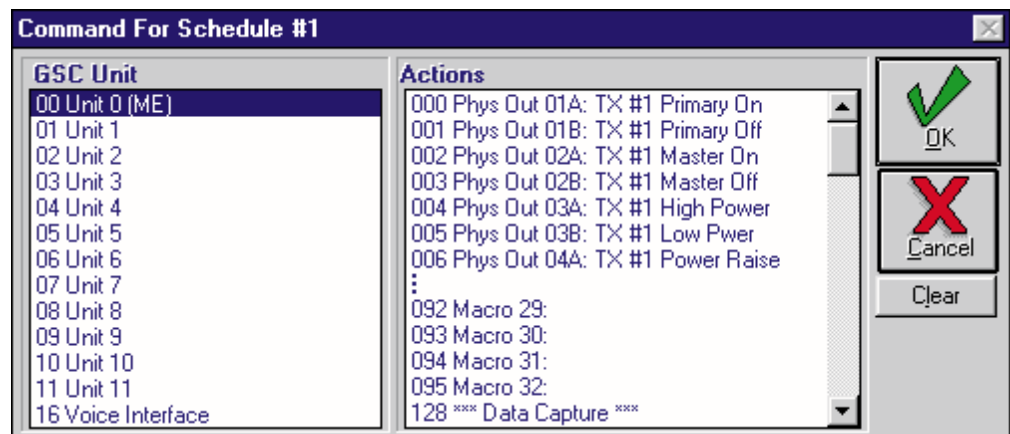 Command For Schedule #1
GSC Unit
00 Unit 0 (ME)
01 Unit 1
02 Unit 2
03 Unit 3
04 Unit 4
05 Unit 5
06 Unit 6
07 Unit 7
08 Unit 8
09 Unit 9
10 Unit 10
11 Unit 11
16 Voice Interface
Actions
000 Phys Out 01A: TX #1 Primary On
001 Phys Out 01B: TX #1 Primary Off
002 Phys Out 02A: TX #1 Master On
003 Phys Out 02B: TX #1 Master Off
004 Phys Out 03A: TX #1 High Power
005 Phys Out 03B: TX #1 Low Pwer
006 Phys Out 04A: TX #1 Power Raise
⋮
092 Macro 29:
093 Macro 30:
094 Macro 31:
095 Macro 32:
128 *** Data Capture ***
OK
Cancel
Clear